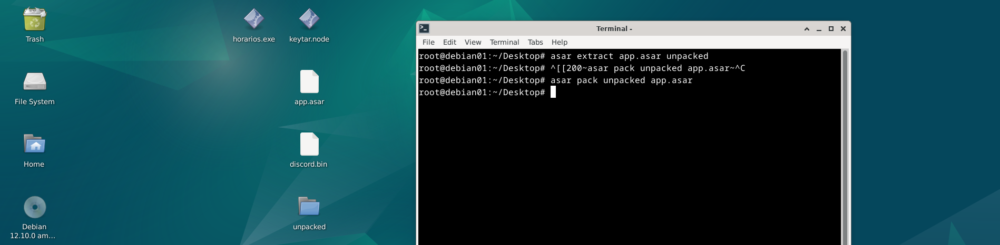 Trash
horarios.exe
keytar.node
File System
app.asar
Home
discord.bin
Debian
12.10.0 am...
unpacked
Terminal -
File Edit View Terminal Tabs Help
root@debian01:~/Desktop# asar extract app.asar unpacked
root@debian01:~/Desktop# ^[[200~asar pack unpacked app.asar~^C
root@debian01:~/Desktop# asar pack unpacked app.asar
root@debian01:~/Desktop#